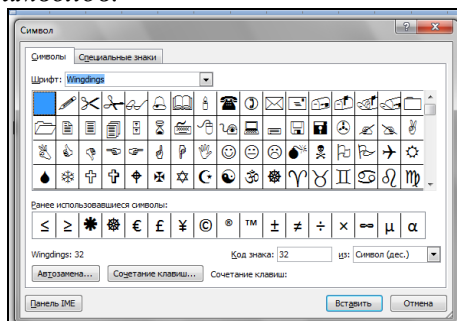 символов.
Символ
Символы Специальные знаки
Шрифт: Wingdings
Ранее использовавшиеся символы:
≤ ≥ * € £ ¥ © ® ™ ± ≠ ÷ × ∞ µ α
Wingdings: 32 Код знака: 32 из: Символ (дес.)
Автозамена... Сочетание клавиш... Сочетание клавиш:
Панель IME Вставить Отмена